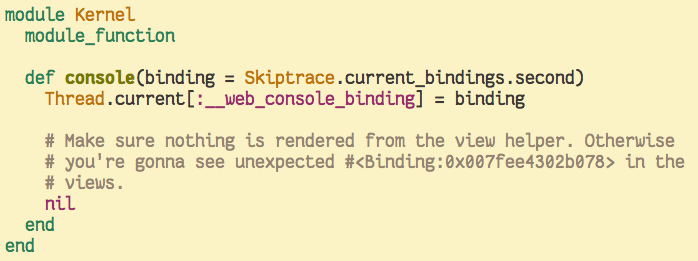 module Kernel
  module_function

  def console(binding = Skiptrace.current_bindings.second)
    Thread.current[:__web_console_binding] = binding

    # Make sure nothing is rendered from the view helper. Otherwise
    # you're gonna see unexpected #<Binding:0x007fee4302b078> in the
    # views.
    nil
  end
end